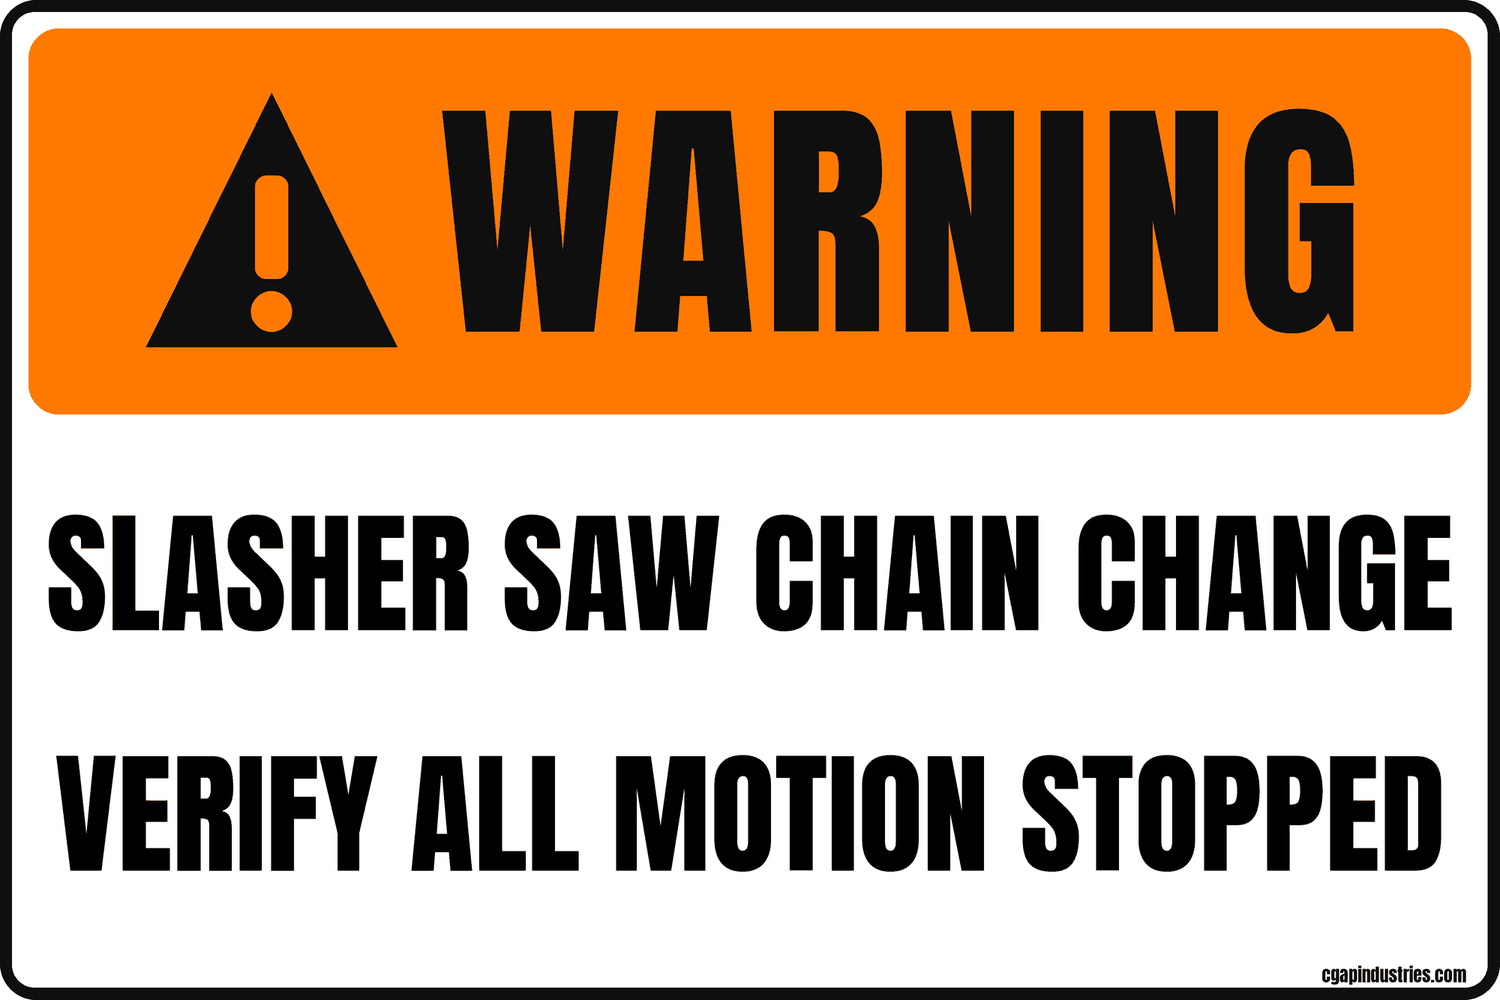 WARNING
SLASHER SAW CHAIN CHANGE
VERIFY ALL MOTION STOPPED
cgapindustries.com